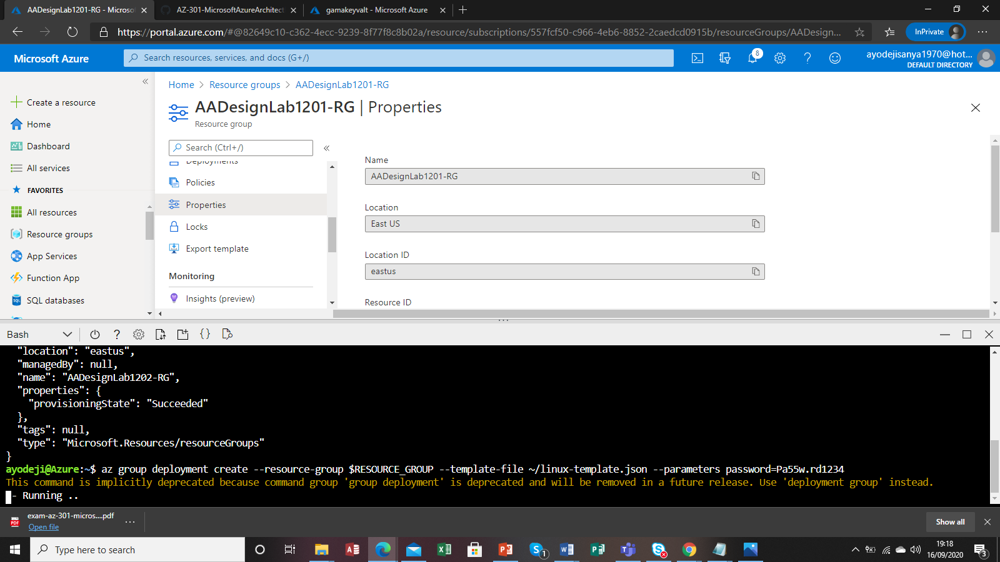 AADesignLab1201-RG - Microso
AZ-301-MicrosoftAzureArchitect
gamakeyvalt - Microsoft Azure
https://portal.azure.com/#@82649c10-c362-4ecc-9239-8f77f8c8b02a/resource/subscriptions/557fcf50-c966-4eb6-8852-2caedcd0915b/resourceGroups/AADesign...
InPrivate
Microsoft Azure
Search resources, services, and docs (G+/)
8
ayodejisanya1970@hot...
DEFAULT DIRECTORY
Create a resource
Home
Dashboard
All services
FAVORITES
All resources
Resource groups
App Services
Function App
SQL databases
Home > Resource groups > AADesignLab1201-RG
AADesignLab1201-RG | Properties
Resource group
Search (Ctrl+/)
Deployments
Policies
Properties
Locks
Export template
Monitoring
Insights (preview)
Name
AADesignLab1201-RG
Location
East US
Location ID
eastus
Resource ID
Bash
"location": "eastus",
"managedBy": null,
"name": "AADesignLab1202-RG",
"properties": {
"provisioningState": "Succeeded"
},
"tags": null,
"type": "Microsoft.Resources/resourceGroups"
}
ayodeji@Azure:~$ az group deployment create --resource-group $RESOURCE_GROUP --template-file ~/linux-template.json --parameters password=Pa55w.rd1234
This command is implicitly deprecated because command group 'group deployment' is deprecated and will be removed in a future release. Use 'deployment group' instead.
- Running ..
exam-az-301-micros....pdf
Open file
Show all
Type here to search
1
19:18
16/09/2020
3